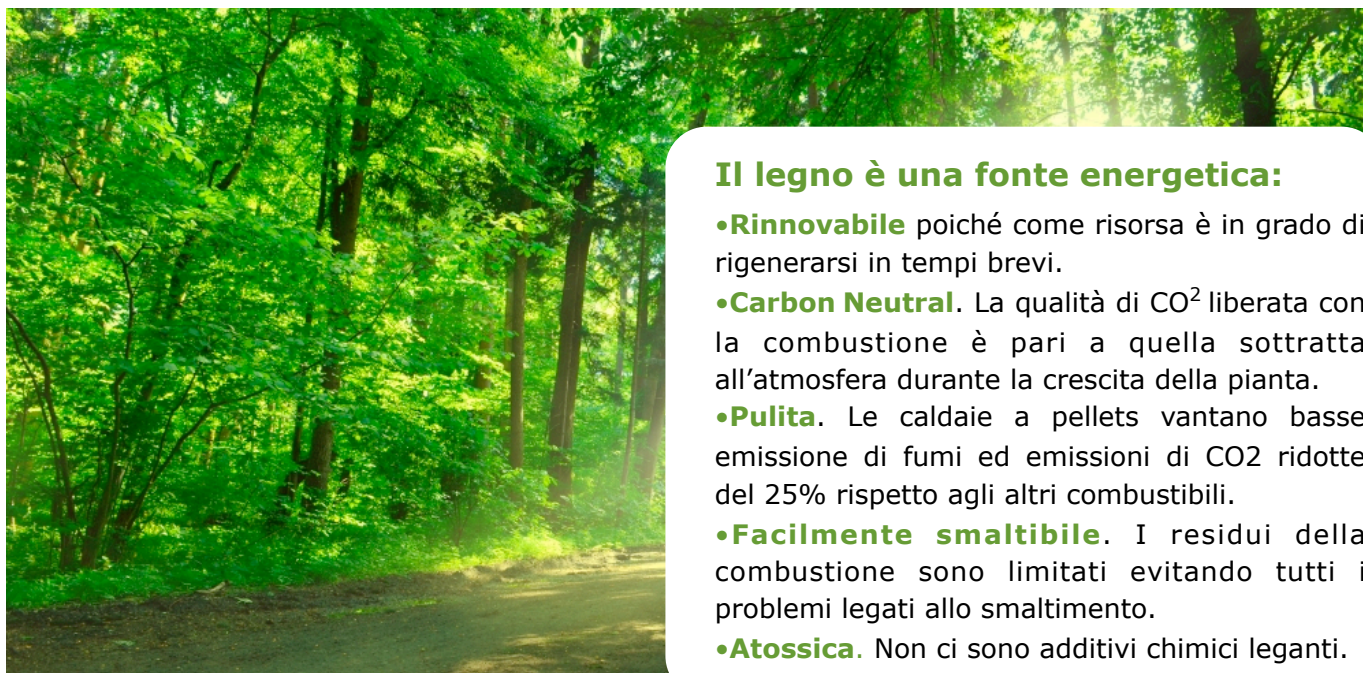 Il legno è una fonte energetica:
•Rinnovabile poiché come risorsa è in grado di
rigenerarsi in tempi brevi.
•Carbon Neutral. La qualità di CO² liberata con
la combustione è pari a quella sottratta
all’atmosfera durante la crescita della pianta.
•Pulita. Le caldaie a pellets vantano basse
emissione di fumi ed emissioni di CO2 ridotte
del 25% rispetto agli altri combustibili.
•Facilmente smaltibile. I residui della
combustione sono limitati evitando tutti i
problemi legati allo smaltimento.
•Atossica. Non ci sono additivi chimici leganti.